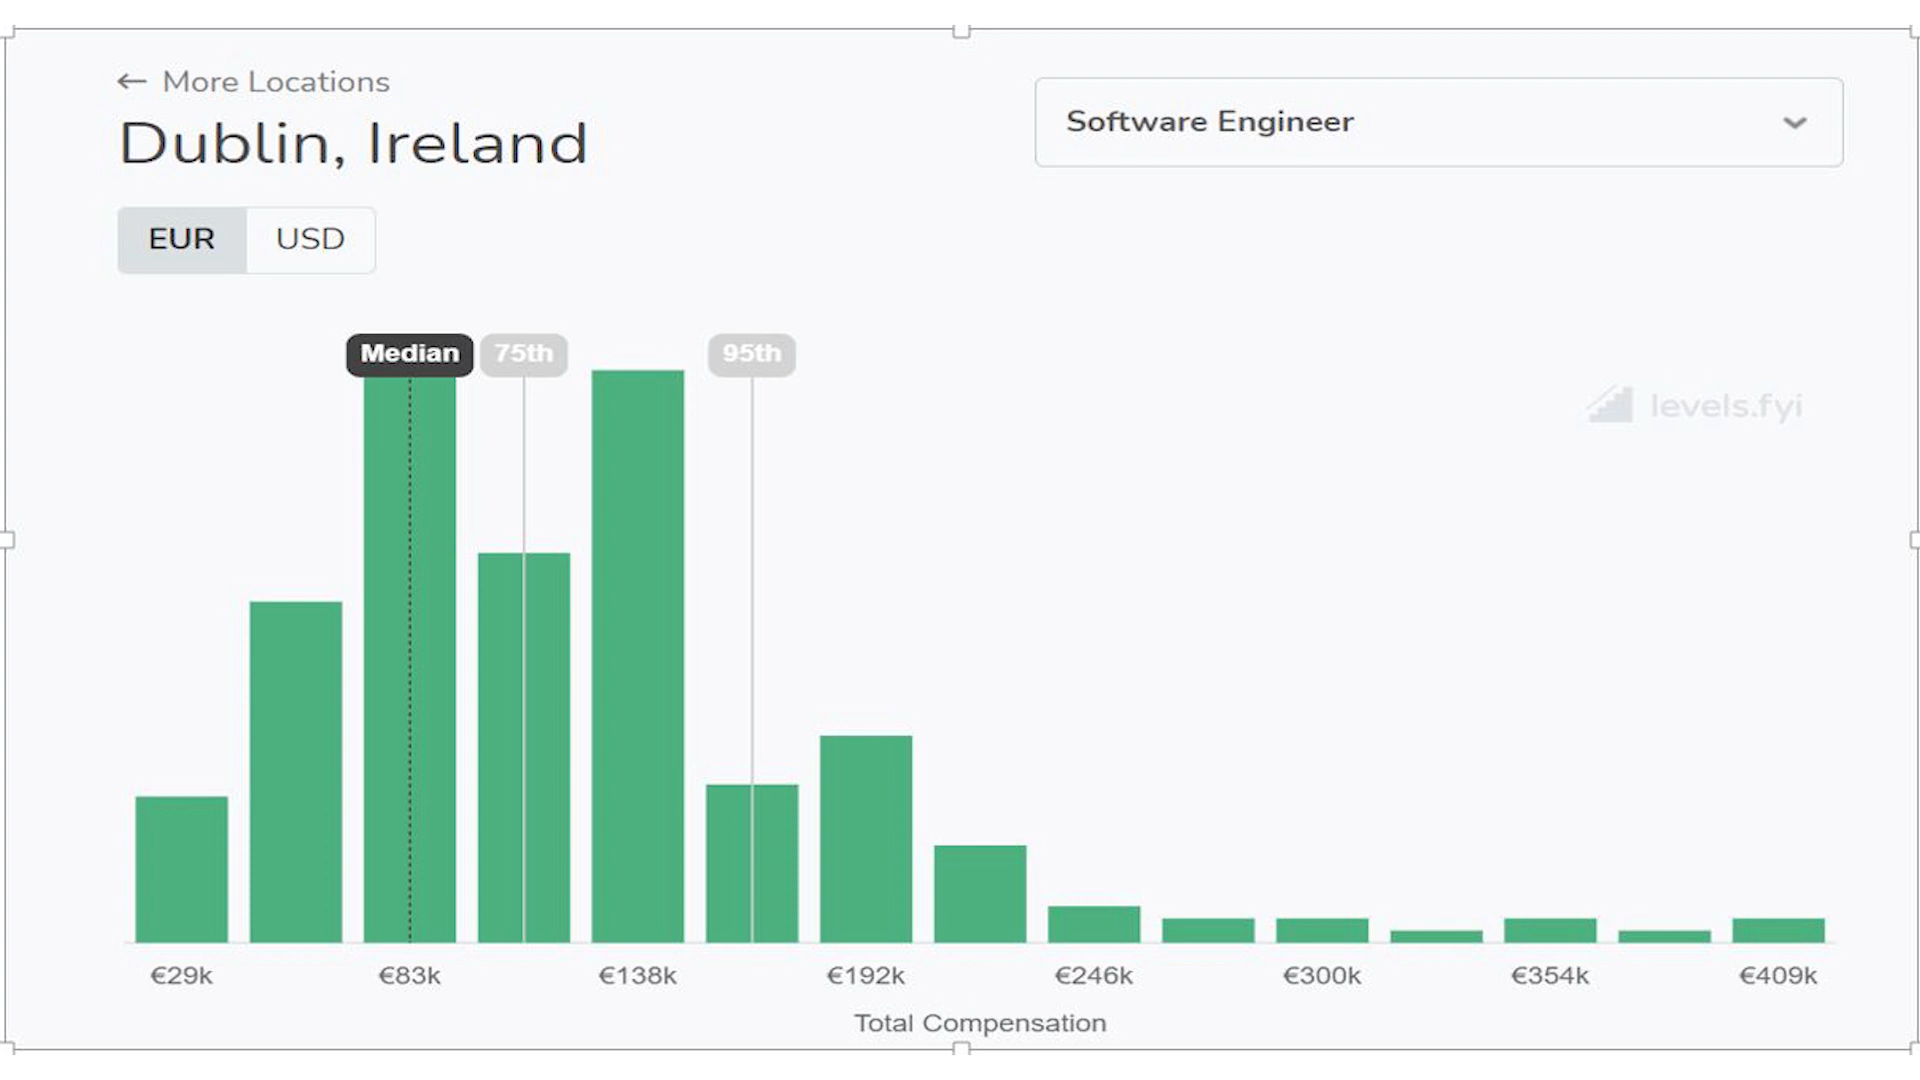 ← More Locations
Dublin, Ireland
Software Engineer
EUR USD
Median 75th 95th
levels.fyi
€29k €83k €138k €192k €246k €300k €354k €409k
Total Compensation